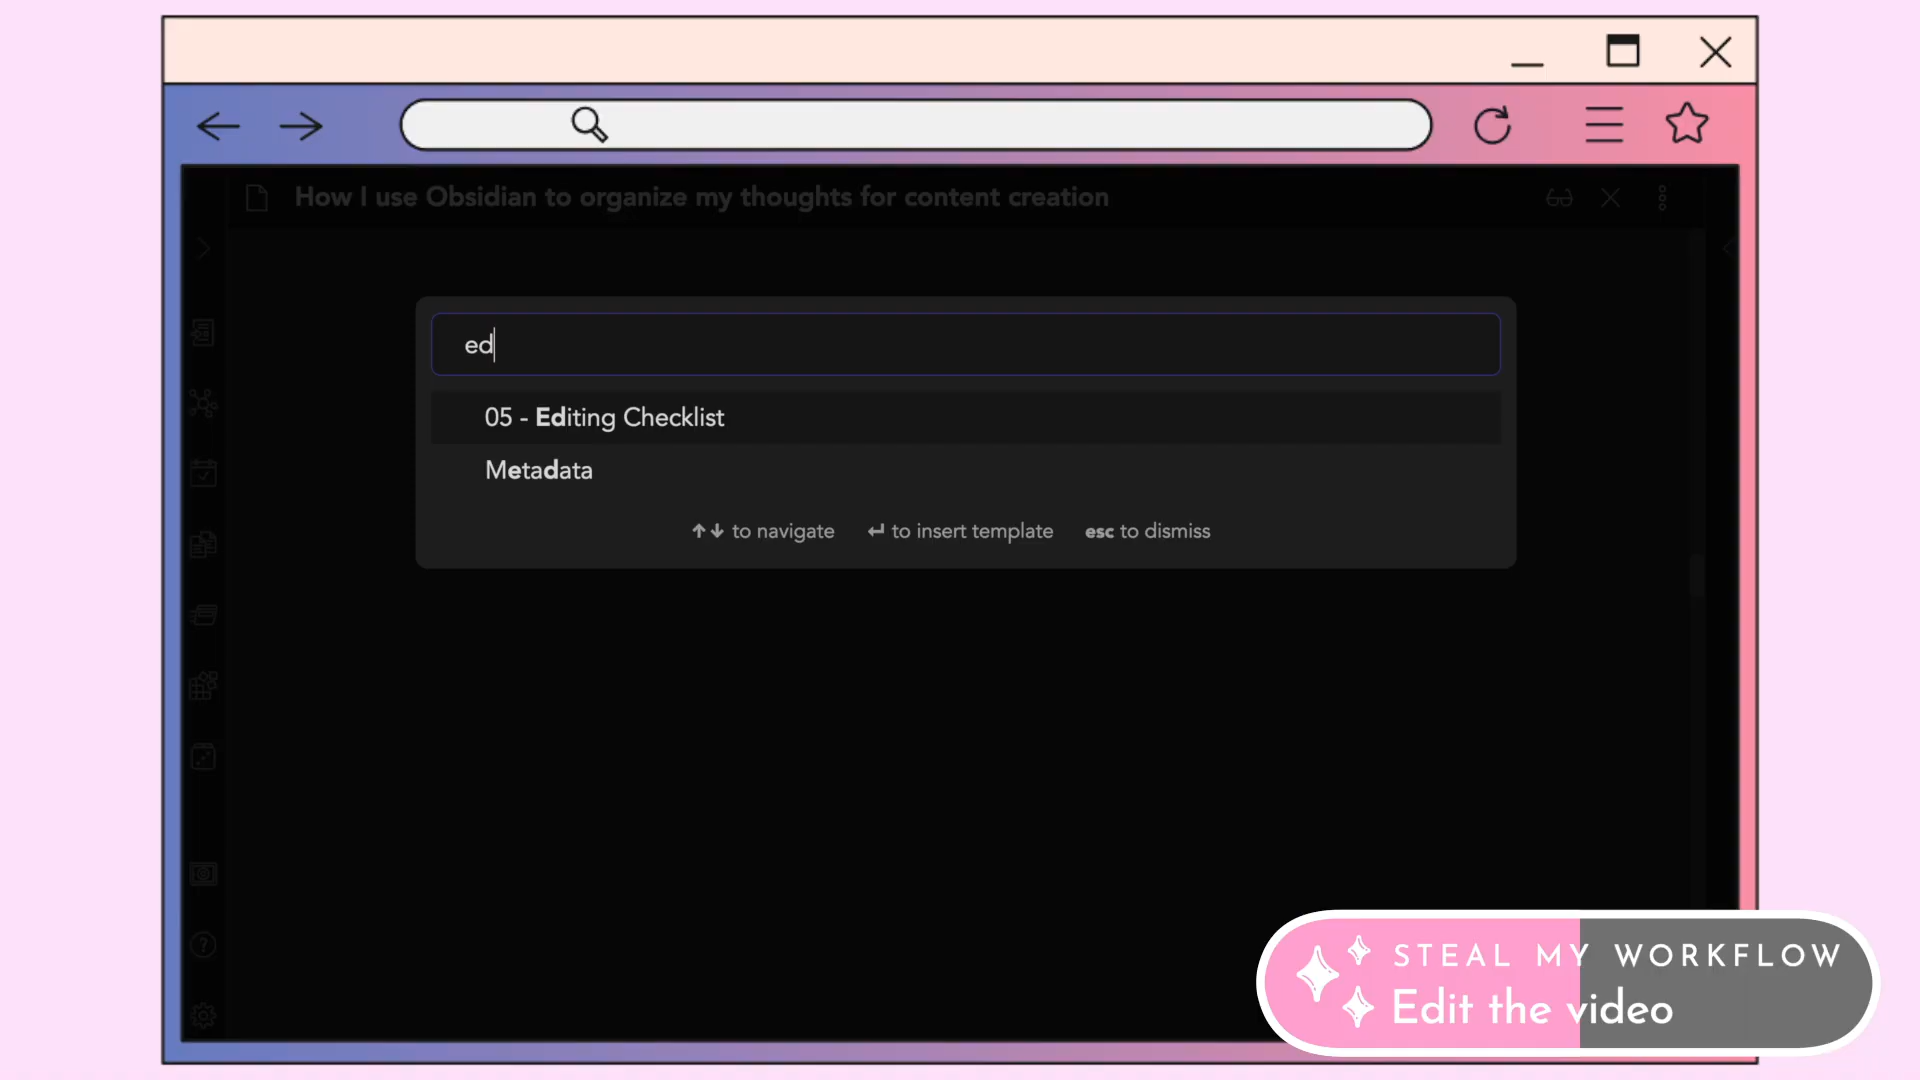 How I use Obsidian to organize my thoughts for content creation
ed
05 - Editing Checklist
Metadata
↑↓ to navigate ↵ to insert template esc to dismiss
STEAL MY WORKFLOW
Edit the video